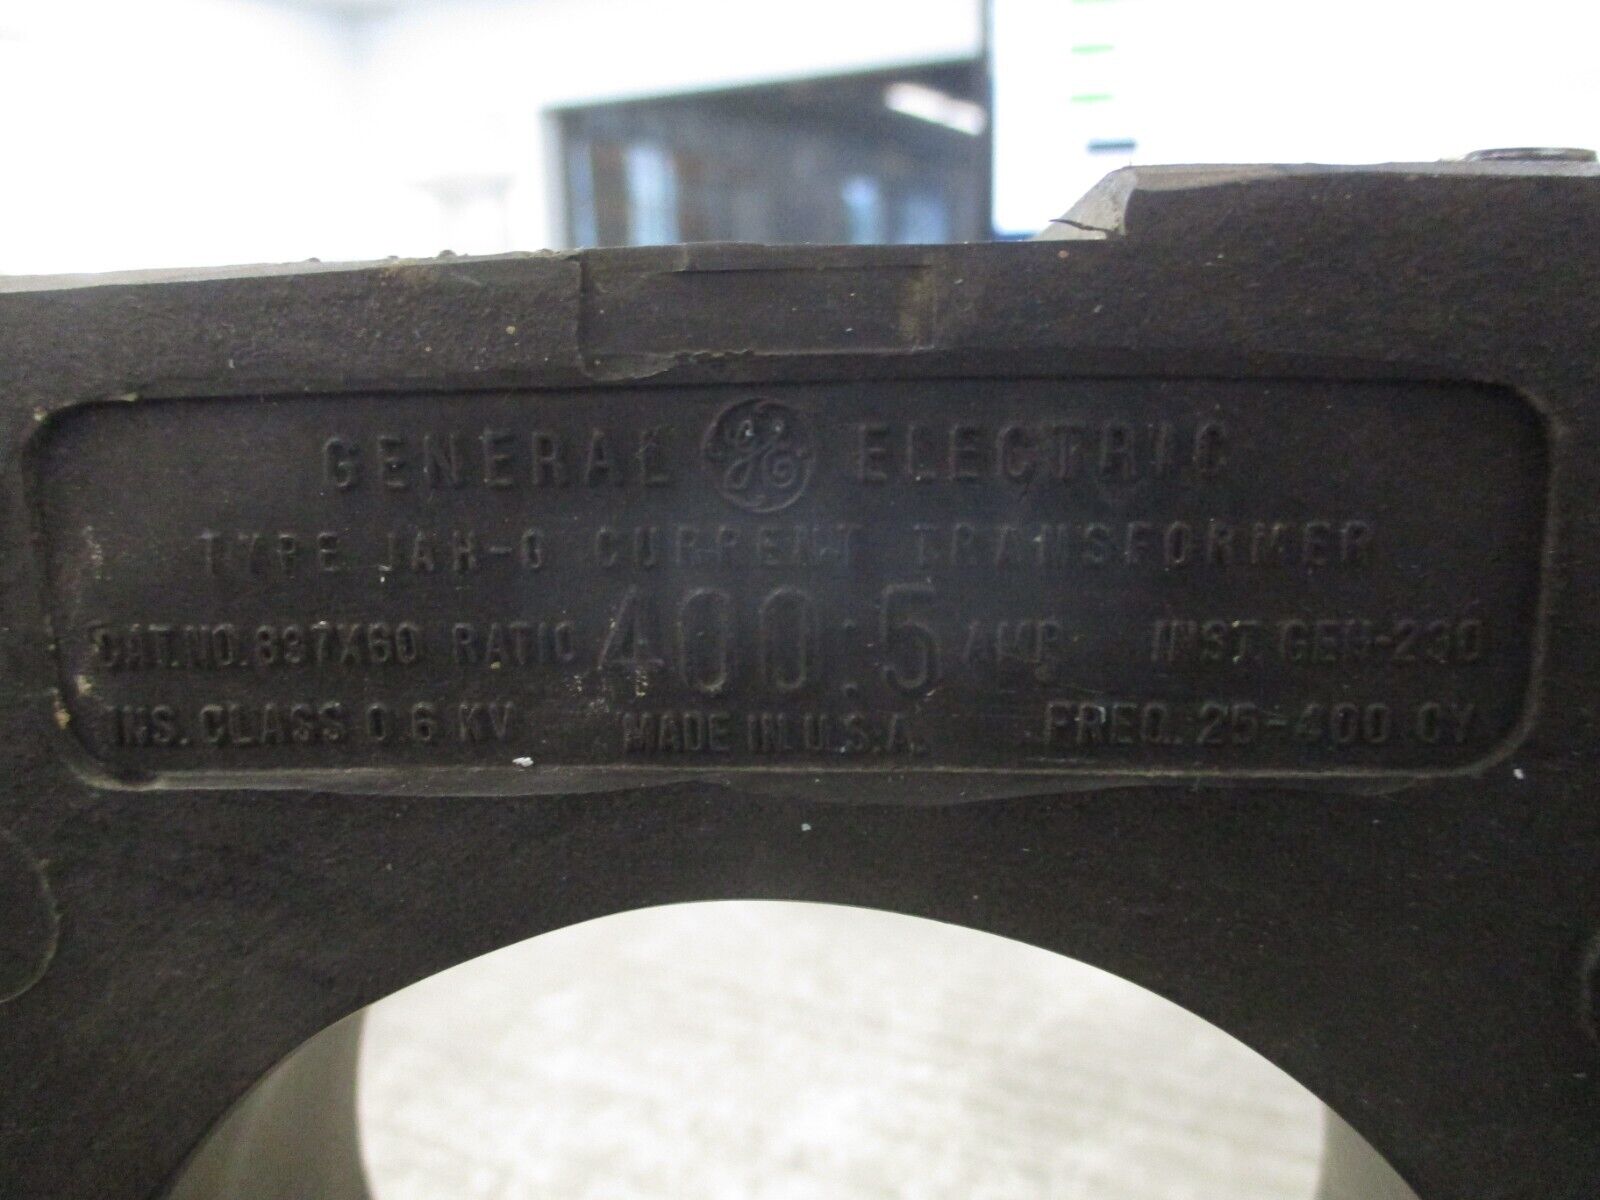 GENERAL GE ELECTRIC
TYPE JAH-0 CURRENT TRANSFORMER
CAT.NO. 837X60 RATIO 400:5 AMP. INST. GEH-230
INS. CLASS 0.6 KV MADE IN U.S.A. FREQ. 25-400 CY